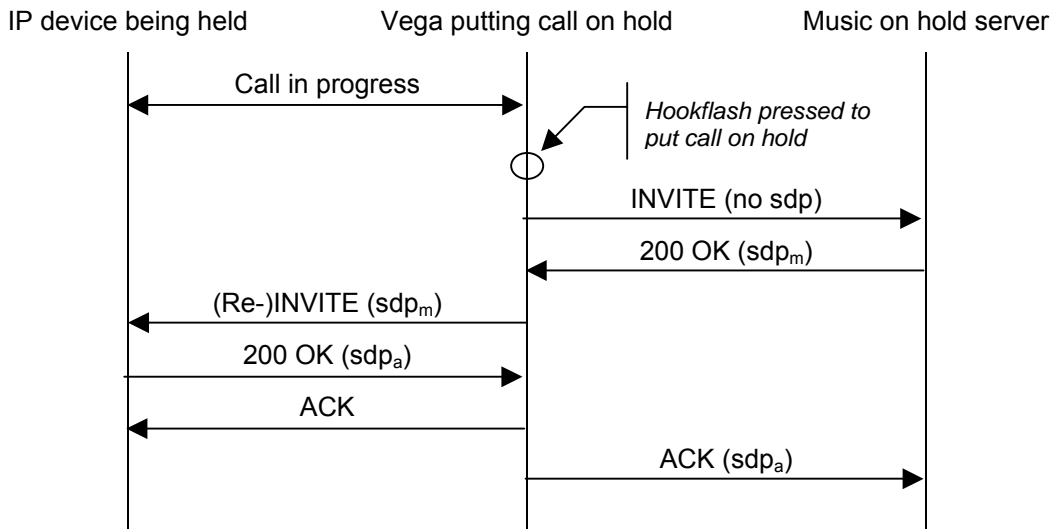 IP device being held
Vega putting call on hold
Music on hold server
Call in progress
Hookflash pressed to
put call on hold
INVITE (no sdp)
200 OK (sdpm)
(Re-)INVITE (sdpm)
200 OK (sdpa)
ACK
ACK (sdpa)